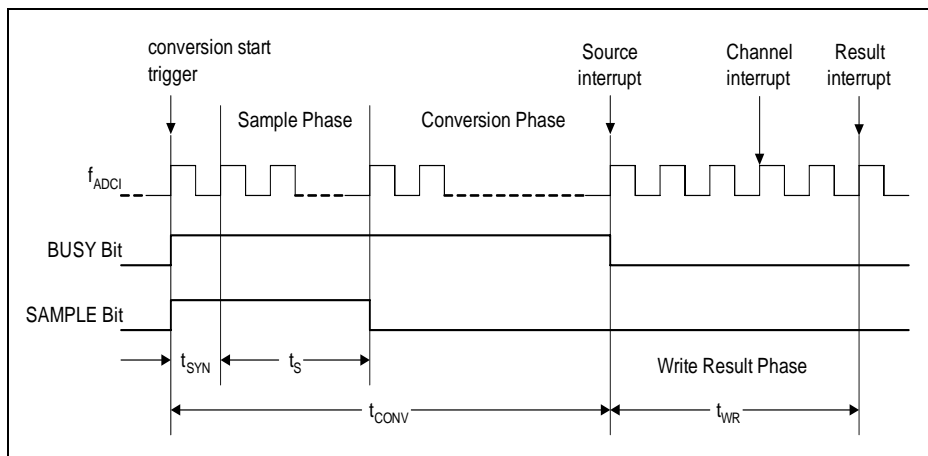 conversion start
trigger
Source
interrupt
Channel
interrupt
Result
interrupt
Sample Phase
Conversion Phase
fADCI
BUSY Bit
SAMPLE Bit
tSYN
tS
Write Result Phase
tCONV
tWR